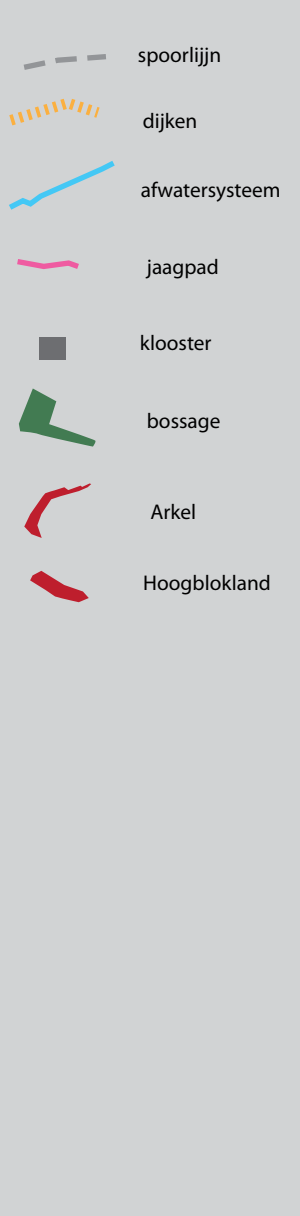 spoorlijjn
dijken
afwatersysteem
jaagpad
klooster
bossage
Arkel
Hoogblokland